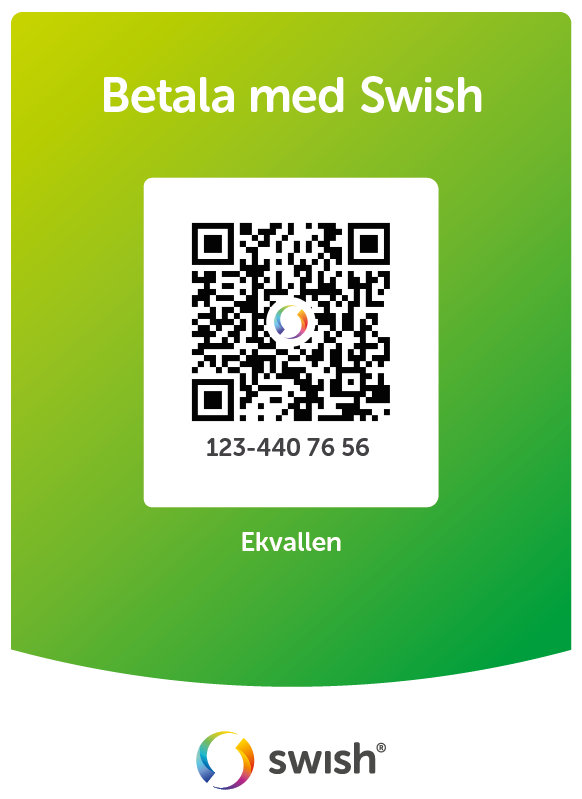 Betala med Swish
123-440 76 56
Ekvallen
swish®